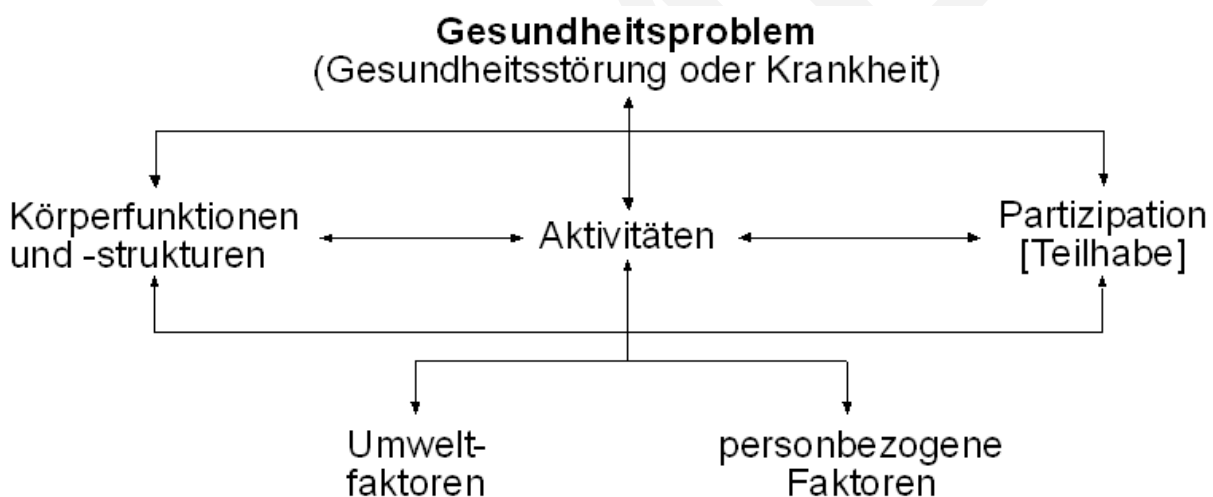 Gesundheitsproblem
(Gesundheitsstörung oder Krankheit)
Körperfunktionen
und -strukturen
Aktivitäten
Partizipation
[Teilhabe]
Umwelt-
faktoren
personbezogene
Faktoren